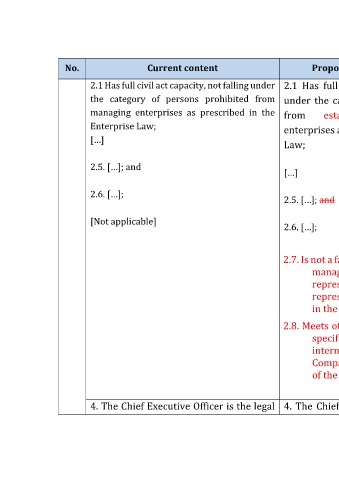 No.
Current content
Propo
2.1 Has full civil act capacity, not falling under
the category of persons prohibited from
managing enterprises as prescribed in the
Enterprise Law;
[…]
2.5. […]; and
2.6. […];
[Not applicable]
2.1 Has full
under the ca
from esta
enterprises a
Law;
[…]
2.5. […]; and
2.6. […];
2.7. Is not a fa
manag
repres
repres
in the
2.8. Meets ot
specif
intern
Compa
of the
4. The Chief Executive Officer is the legal
4. The Chief